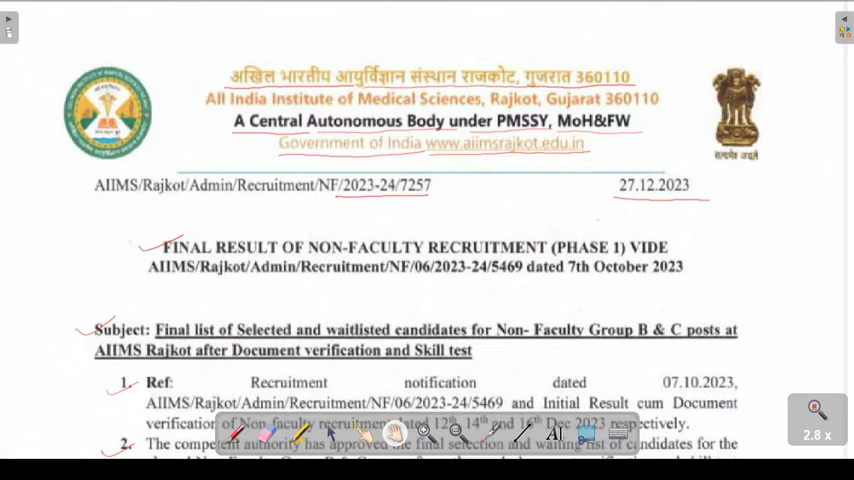 अखिल भारतीय आयुर्विज्ञान संस्थान राजकोट, गुजरात 360110
All India Institute of Medical Sciences, Rajkot, Gujarat 360110
A Central Autonomous Body under PMSSY, MoH&FW
Government of India www.aiimsrajkot.edu.in
सत्यमेव जयते
AIIMS/Rajkot/Admin/Recruitment/NF/2023-24/7257 27.12.2023
FINAL RESULT OF NON-FACULTY RECRUITMENT (PHASE 1) VIDE
AIIMS/Rajkot/Admin/Recruitment/NF/06/2023-24/5469 dated 7th October 2023
Subject: Final list of Selected and waitlisted candidates for Non- Faculty Group B & C posts at
AIIMS Rajkot after Document verification and Skill test
1. Ref: Recruitment notification dated 07.10.2023,
AIIMS/Rajkot/Admin/Recruitment/NF/06/2023-24/5469 and Initial Result cum Document
verification of Non faculty recruitment dated 12th 14th and 16th Dec 2023 respectively.
2. The competent authority has approved the final selection and waiting list of candidates for the
2.8 x